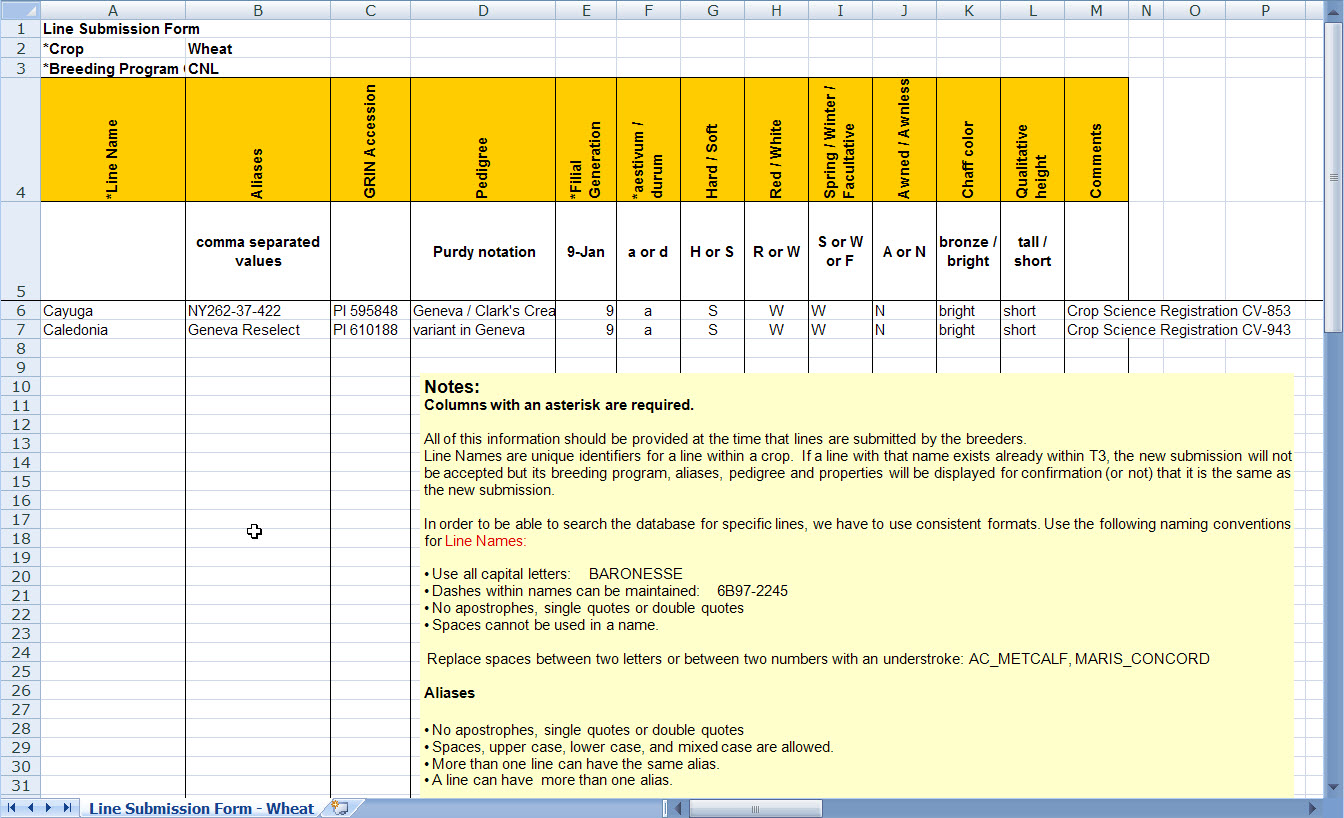 A B C D E F G H I J K L M N O P
1 Line Submission Form
2 *Crop Wheat
3 *Breeding Program CNL
4 *Line Name Aliases GRIN Accession Pedigree *Filial Generation *aestivum / durum Hard / Soft Red / White Spring / Winter / Facultative Awned / Awnless Chaff color Qualitative height Comments
5 comma separated values Purdy notation 9-Jan a or d H or S R or W S or W or F A or N bronze / bright tall / short
6 Cayuga NY262-37-422 PI 595848 Geneva / Clark's Crea 9 a S W W N bright short Crop Science Registration CV-853
7 Caledonia Geneva Reselect PI 610188 variant in Geneva 9 a S W W N bright short Crop Science Registration CV-943
8
9
10 Notes:
11 Columns with an asterisk are required.
12
13 All of this information should be provided at the time that lines are submitted by the breeders.
14 Line Names are unique identifiers for a line within a crop. If a line with that name exists already within T3, the new submission will not
15 be accepted but its breeding program, aliases, pedigree and properties will be displayed for confirmation (or not) that it is the same as
16 the new submission.
17 In order to be able to search the database for specific lines, we have to use consistent formats. Use the following naming conventions
18 for Line Names:
19
20 • Use all capital letters: BARONESSE
21 • Dashes within names can be maintained: 6B97-2245
22 • No apostrophes, single quotes or double quotes
23 • Spaces cannot be used in a name.
24 Replace spaces between two letters or between two numbers with an understroke: AC_METCALF, MARIS_CONCORD
25
26 Aliases
27
28 • No apostrophes, single quotes or double quotes
29 • Spaces, upper case, lower case, and mixed case are allowed.
30 • More than one line can have the same alias.
31 • A line can have more than one alias.
Line Submission Form - Wheat